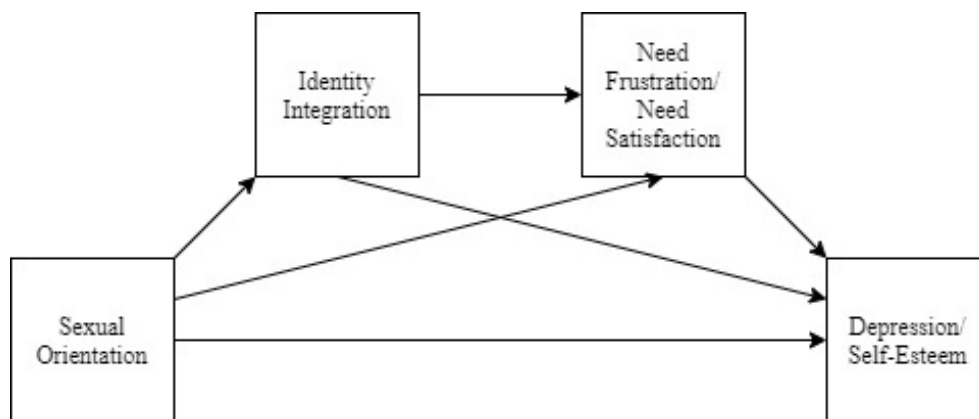 Identity
Integration
Need
Frustration/
Need
Satisfaction
Sexual
Orientation
Depression/
Self-Esteem